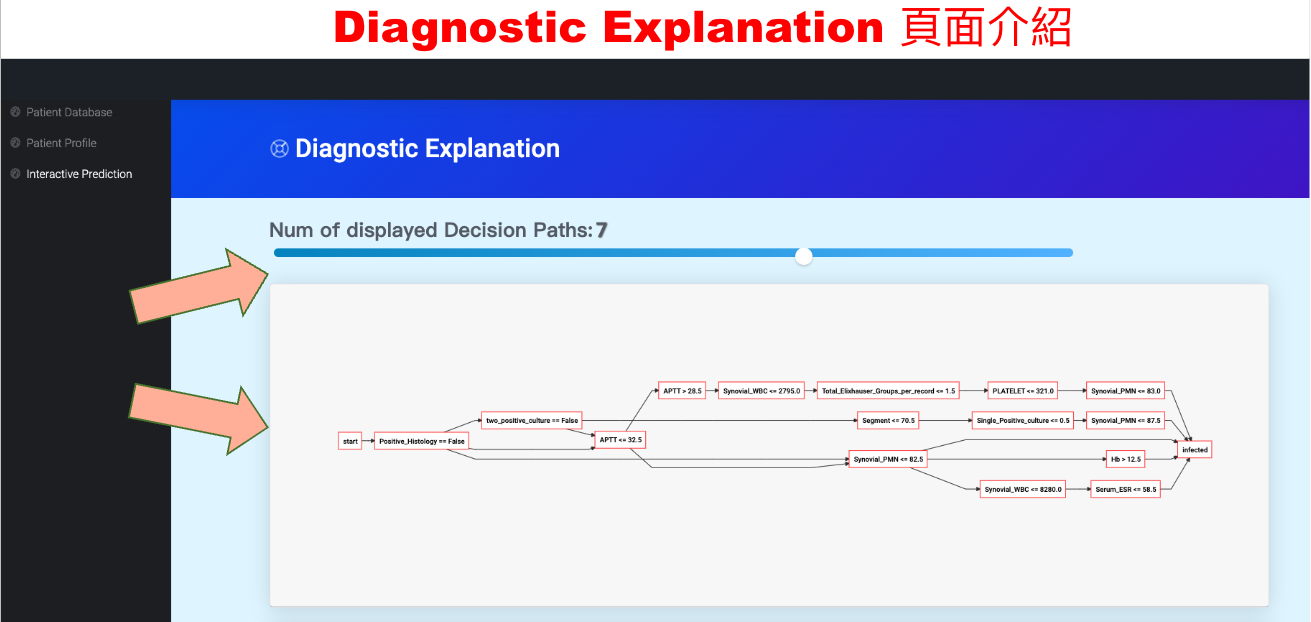 Diagnostic Explanation 頁面介紹
Patient Database
Patient Profile
Interactive Prediction
Diagnostic Explanation
Num of displayed Decision Paths:7
APTT > 28.5
Synovial_WBC <= 2795.0
Total_Elixhauser_Groups_per_record <= 1.5
PLATELET <= 321.0
Synovial_PMN <= 83.0
two_positive_culture == False
Segment <= 70.5
Single_Positive_culture <= 0.5
Synovial_PMN <= 87.5
start
Positive_Histology == False
APTT <= 32.5
infected
Synovial_PMN <= 82.5
Hb > 12.5
Synovial_WBC <= 8280.0
Serum_ESR <= 58.5